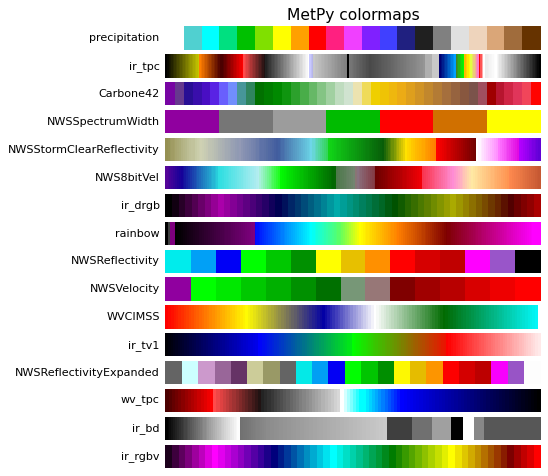 MetPy colormaps
precipitation
ir_tpc
Carbone42
NWSSpectrumWidth
NWSStormClearReflectivity
NWS8bitVel
ir_drgb
rainbow
NWSReflectivity
NWSVelocity
WVCIMSS
ir_tv1
NWSReflectivityExpanded
wv_tpc
ir_bd
ir_rgbv